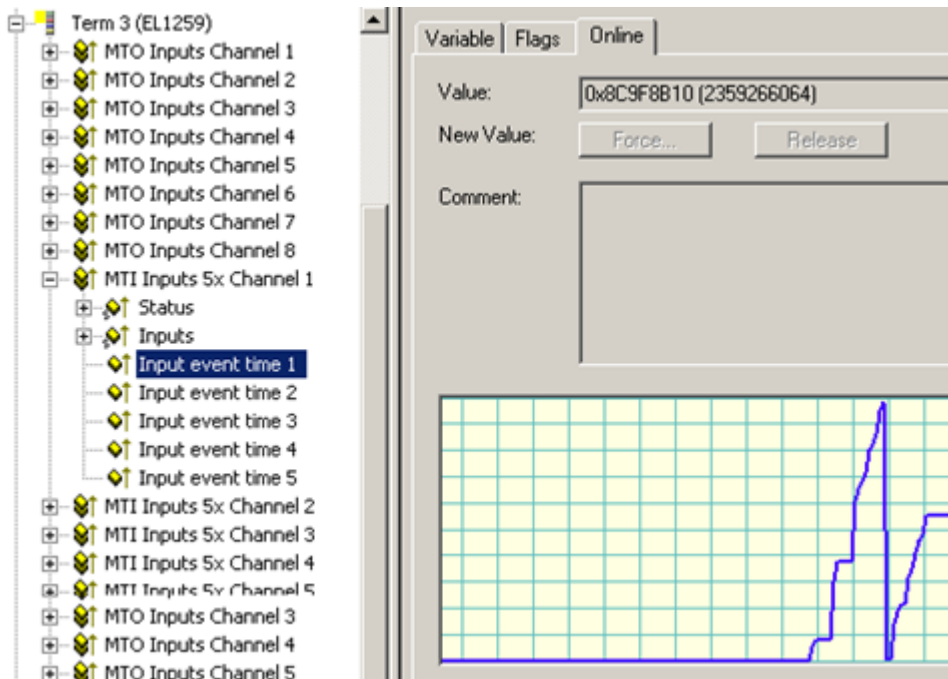 Term 3 (EL1259)
MTO Inputs Channel 1
MTO Inputs Channel 2
MTO Inputs Channel 3
MTO Inputs Channel 4
MTO Inputs Channel 5
MTO Inputs Channel 6
MTO Inputs Channel 7
MTO Inputs Channel 8
MTI Inputs 5x Channel 1
Status
Inputs
Input event time 1
Input event time 2
Input event time 3
Input event time 4
Input event time 5
MTI Inputs 5x Channel 2
MTI Inputs 5x Channel 3
MTI Inputs 5x Channel 4
MTI Inputs 5x Channel 5
MTO Inputs Channel 3
MTO Inputs Channel 4
MTO Inputs Channel 5
Variable Flags Online
Value: 0x8C9F8B10 (2359266064)
New Value: Force... Release
Comment: